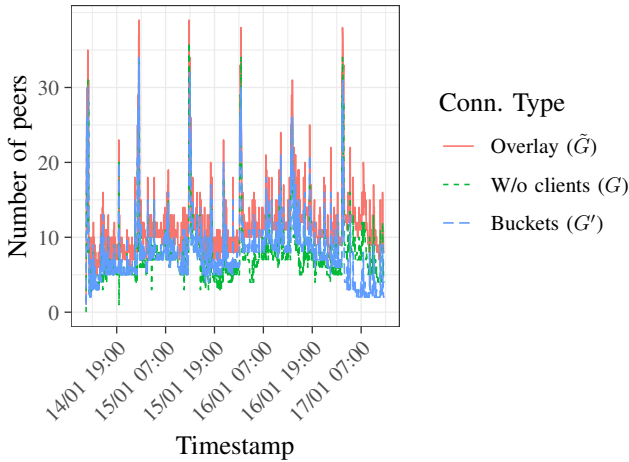 Number of peers
30
20
10
0
14/01 19:00
15/01 07:00
15/01 19:00
16/01 07:00
16/01 19:00
17/01 07:00
Timestamp
Conn. Type
Overlay (G̃)
W/o clients (G)
Buckets (G′)